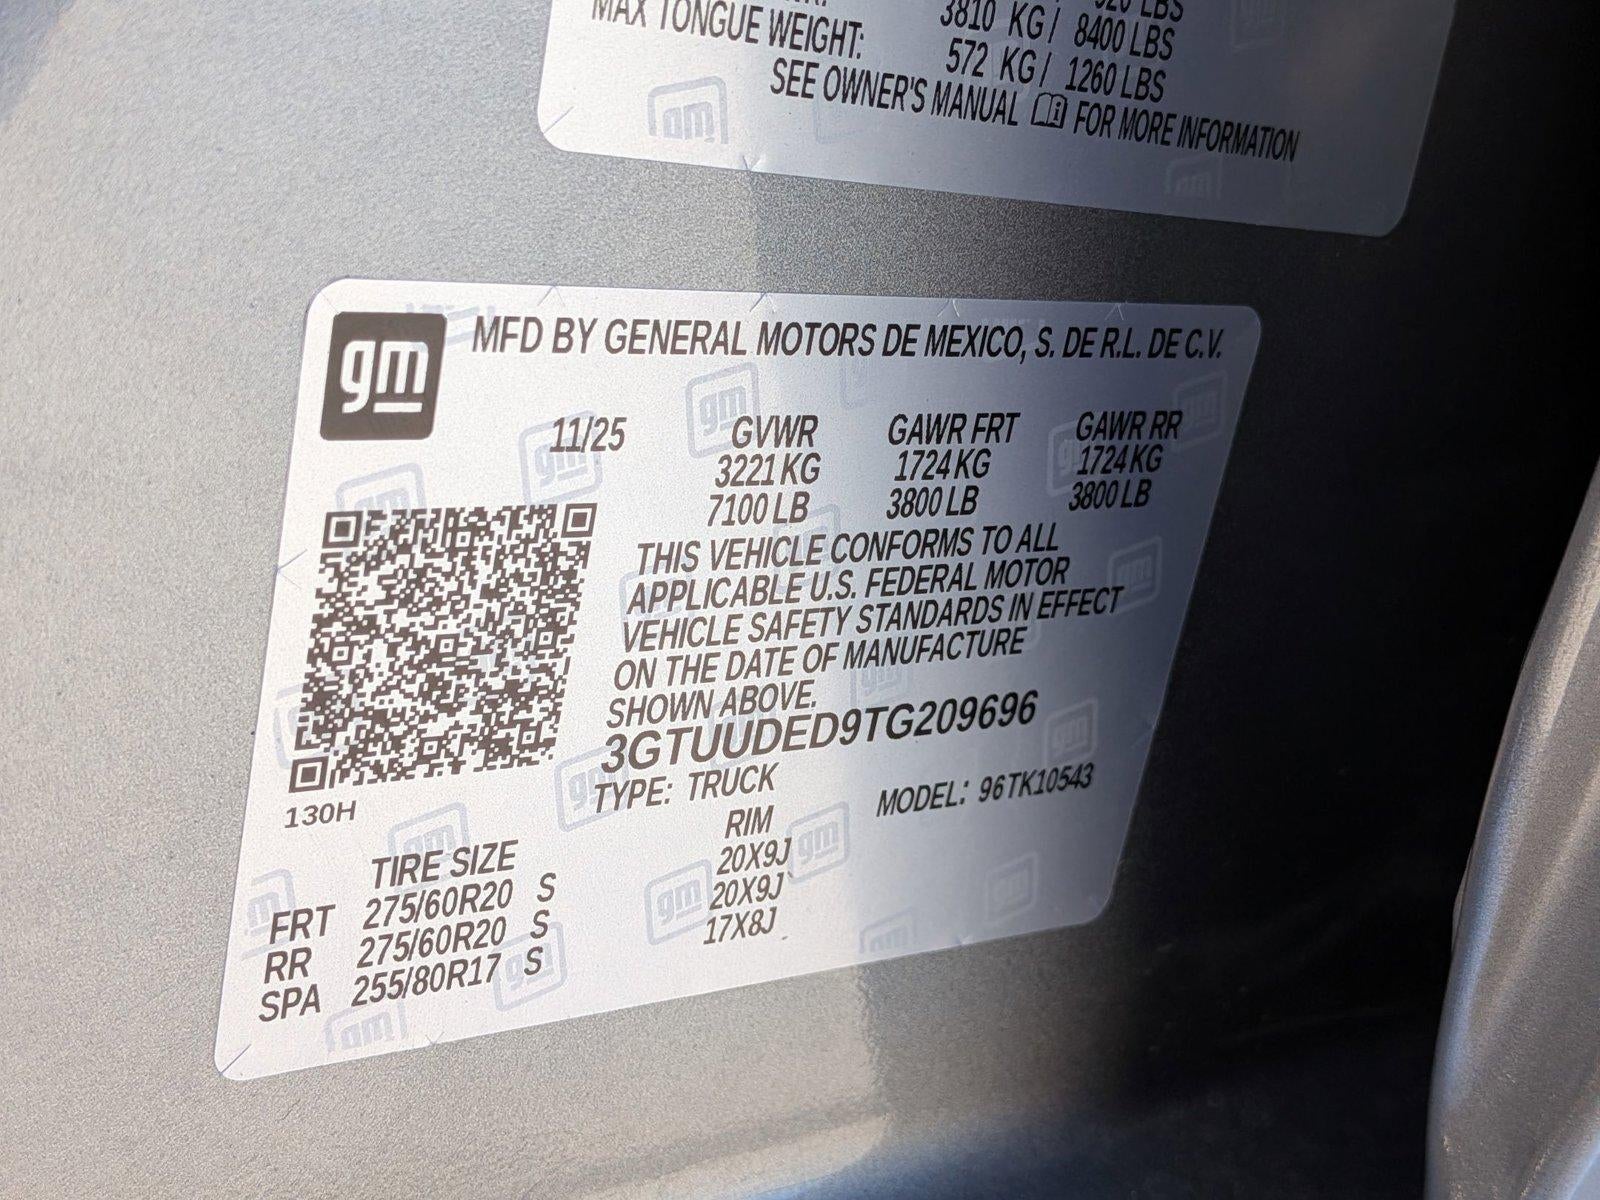 LBS
3810 KG / 8400 LBS
MAX TONGUE WEIGHT: 572 KG / 1260 LBS
SEE OWNER'S MANUAL FOR MORE INFORMATION
gm
MFD BY GENERAL MOTORS DE MEXICO, S. DE R.L. DE C.V.
11/25 GVWR GAWR FRT GAWR RR
3221 KG 1724 KG 1724 KG
7100 LB 3800 LB 3800 LB
THIS VEHICLE CONFORMS TO ALL
APPLICABLE U.S. FEDERAL MOTOR
VEHICLE SAFETY STANDARDS IN EFFECT
ON THE DATE OF MANUFACTURE
SHOWN ABOVE.
3GTUUDED9TG209696
TYPE: TRUCK MODEL: 96TK10543
130H
TIRE SIZE RIM
FRT 275/60R20 S 20X9J
RR 275/60R20 S 20X9J
SPA 255/80R17 S 17X8J